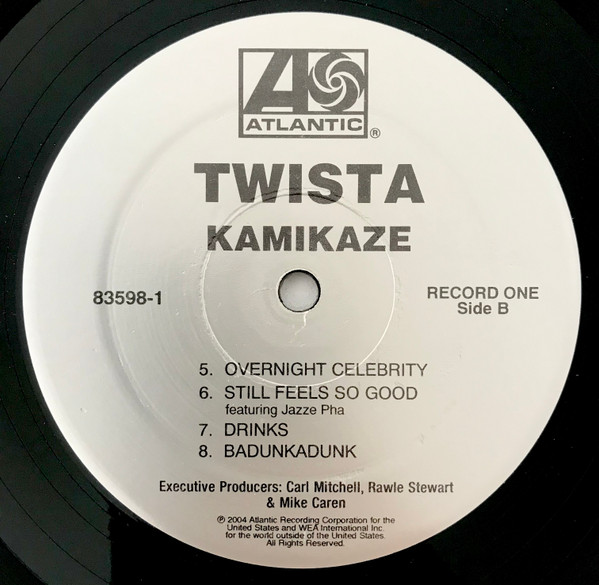 ATLANTIC®
TWISTA
KAMIKAZE
83598-1
RECORD ONE
Side B
5. OVERNIGHT CELEBRITY
6. STILL FEELS SO GOOD
featuring Jazze Pha
7. DRINKS
8. BADUNKADUNK
Executive Producers: Carl Mitchell, Rawle Stewart
& Mike Caren
℗ 2004 Atlantic Recording Corporation for the
United States and WEA International Inc.
for the world outside of the United States.
All Rights Reserved.